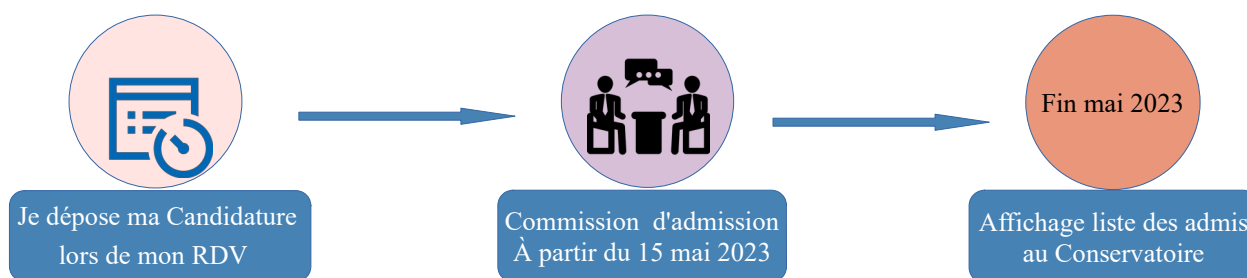 Je dépose ma Candidature
lors de mon RDV
Commission d'admission
À partir du 15 mai 2023
Fin mai 2023
Affichage liste des admis
au Conservatoire